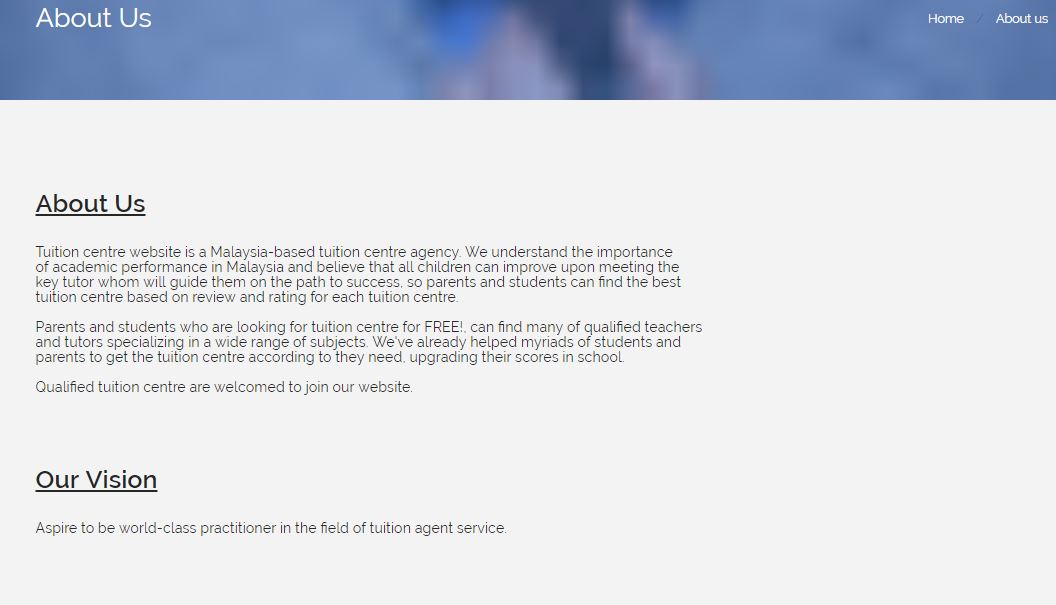 About Us
Home / About us
About Us
Tuition centre website is a Malaysia-based tuition centre agency. We understand the importance
of academic performance in Malaysia and believe that all children can improve upon meeting the
key tutor whom will guide them on the path to success, so parents and students can find the best
tuition centre based on review and rating for each tuition centre.
Parents and students who are looking for tuition centre for FREE!, can find many of qualified teachers
and tutors specializing in a wide range of subjects. We've already helped myriads of students and
parents to get the tuition centre according to they need, upgrading their scores in school.
Qualified tuition centre are welcomed to join our website.
Our Vision
Aspire to be world-class practitioner in the field of tuition agent service.